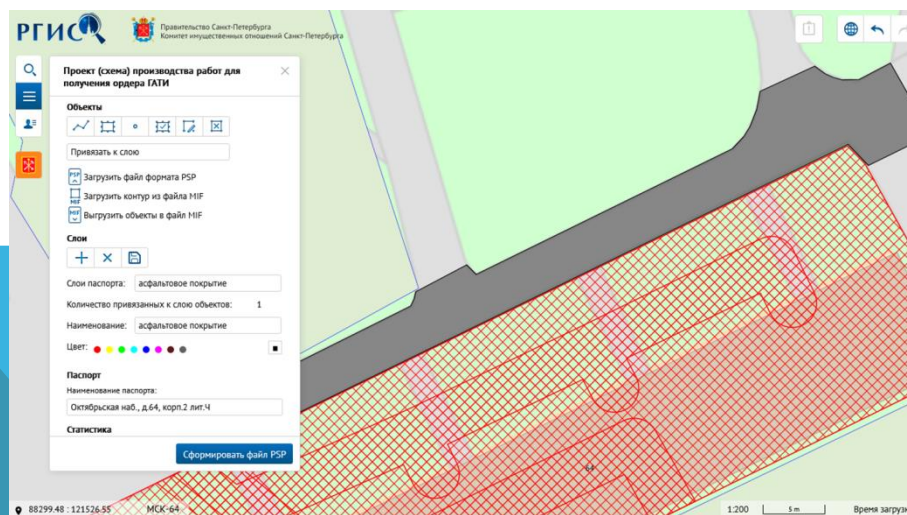 РГИС
Правительство Санкт-Петербурга
Комитет имущественных отношений Санкт-Петербурга
Проект (схема) производства работ для
получения ордера ГАТИ
Объекты
Привязать к слою
PSP Загрузить файл формата PSP
MIF Загрузить контур из файла MIF
MIF Выгрузить объекты в файл MIF
Слои
Слои паспорта: асфальтовое покрытие
Количество привязанных к слою объектов: 1
Наименование: асфальтовое покрытие
Цвет:
Паспорт
Наименование паспорта:
Октябрьская наб., д.64, корп.2 лит.Ч
Статистика
Сформировать файл PSP
64
88299.48 : 121526.55 МСК-64 1:200 5 m Время загрузк